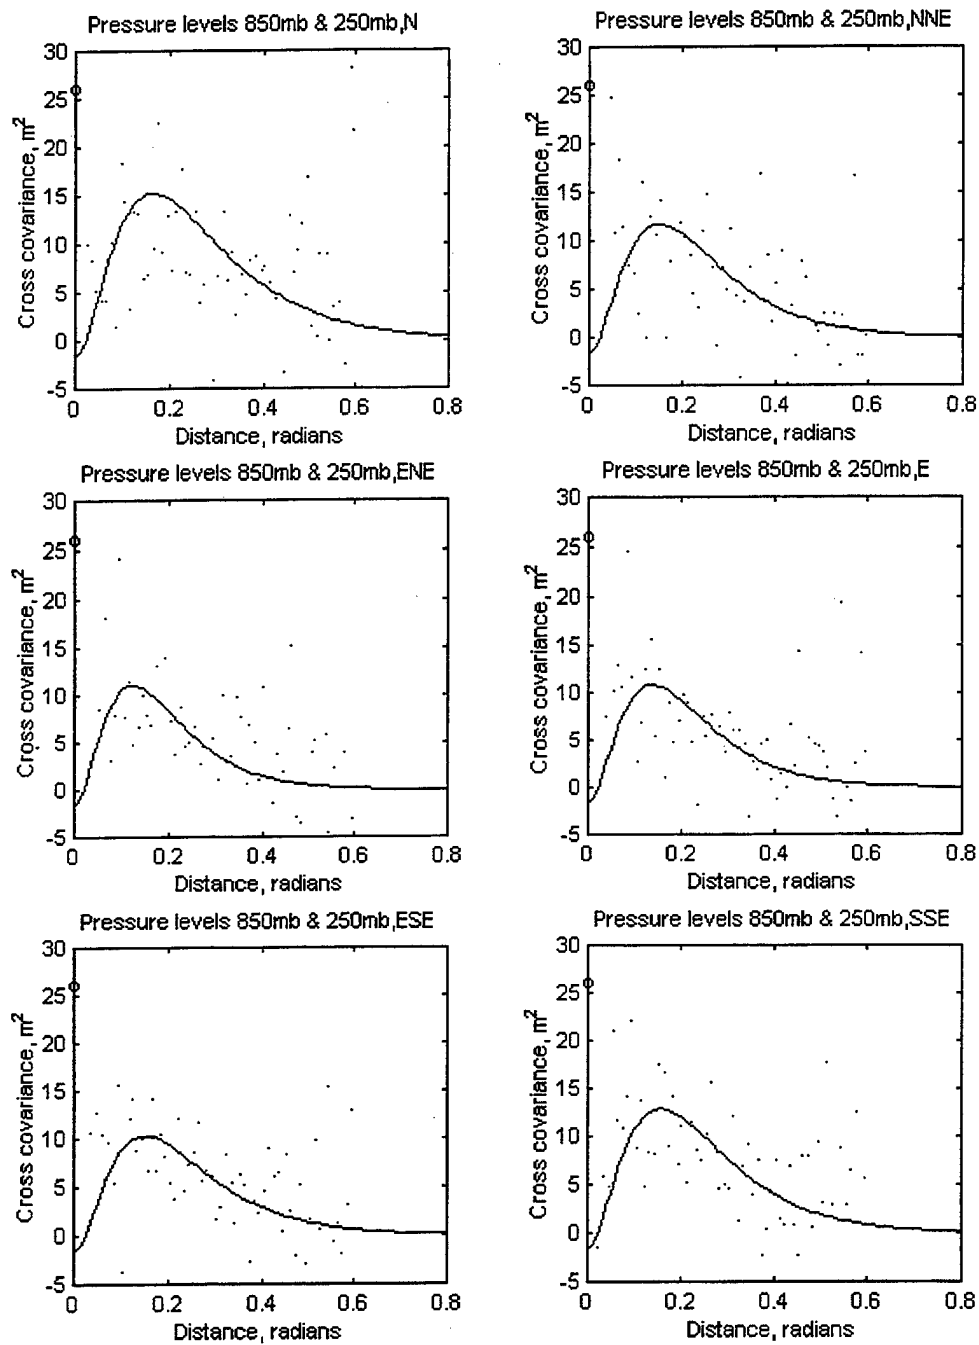 Pressure levels 850mb & 250mb,N
30
25
20
15
10
5
0
-5
Cross covariance, m²
0 0.2 0.4 0.6 0.8
Distance, radians
Pressure levels 850mb & 250mb,NNE
30
25
20
15
10
5
0
-5
Cross covariance, m²
0 0.2 0.4 0.6 0.8
Distance, radians
Pressure levels 850mb & 250mb,ENE
30
25
20
15
10
5
0
-5
Cross covariance, m²
0 0.2 0.4 0.6 0.8
Distance, radians
Pressure levels 850mb & 250mb,E
30
25
20
15
10
5
0
-5
Cross covariance, m²
0 0.2 0.4 0.6 0.8
Distance, radians
Pressure levels 850mb & 250mb,ESE
30
25
20
15
10
5
0
-5
Cross covariance, m²
0 0.2 0.4 0.6 0.8
Distance, radians
Pressure levels 850mb & 250mb,SSE
30
25
20
15
10
5
0
-5
Cross covariance, m²
0 0.2 0.4 0.6 0.8
Distance, radians